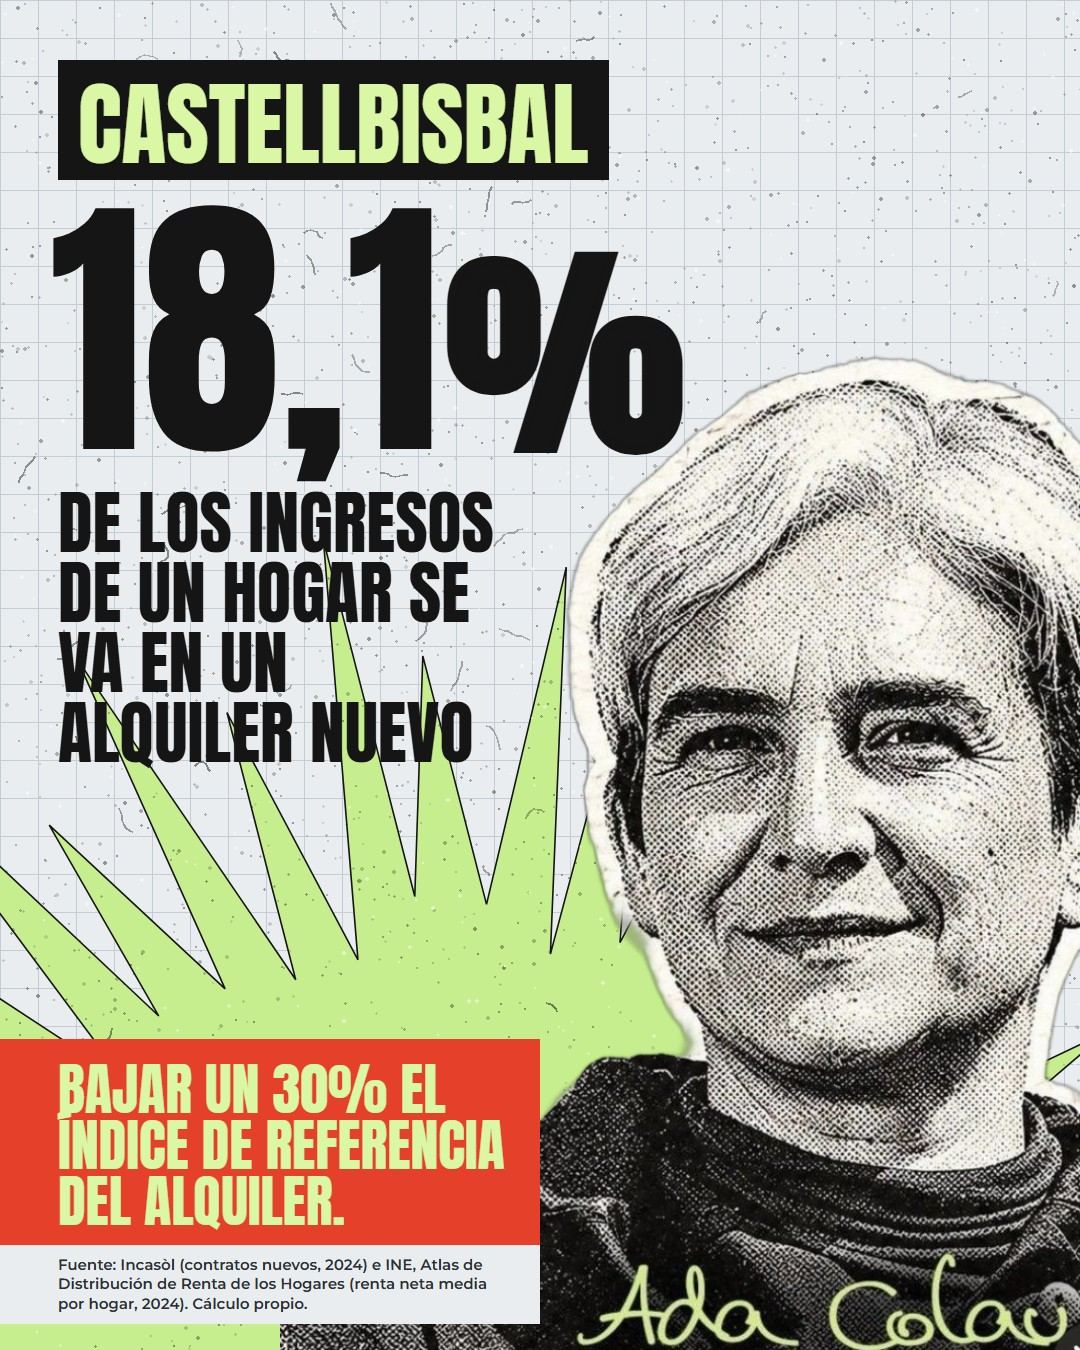 CASTELLBISBAL
18,1%
DE LOS INGRESOS
DE UN HOGAR SE
VA EN UN
ALQUILER NUEVO
BAJAR UN 30% EL
ÍNDICE DE REFERENCIA
DEL ALQUILER.
Fuente: Incasòl (contratos nuevos, 2024) e INE, Atlas de
Distribución de Renta de los Hogares (renta neta media
por hogar, 2024). Cálculo propio.
Ada Colau